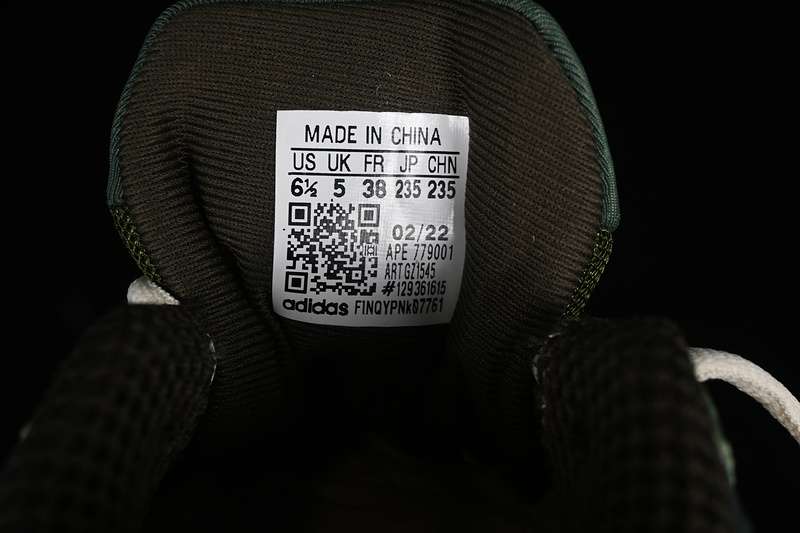 MADE IN CHINA
US UK FR JP CHN
6½ 5 38 235 235
02/22
APE 779001
ART GZ1545
#129361615
adidas FINQYPNk07761